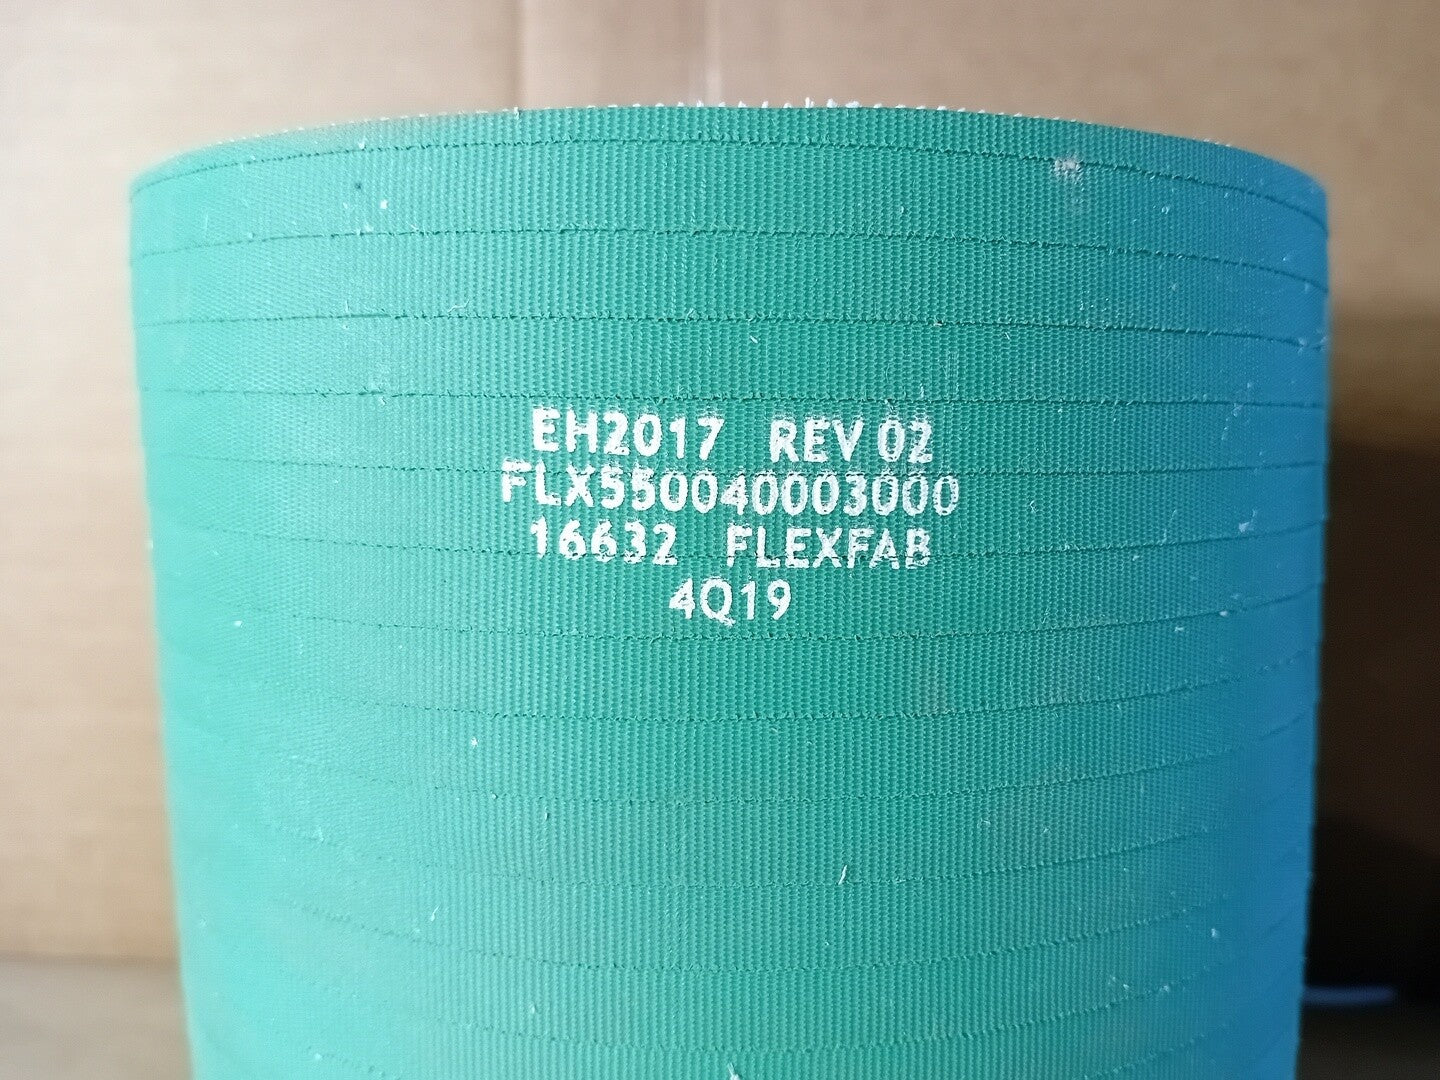 EH2017 REV 02
FLX550040003000
16632 FLEXFAB
4Q19